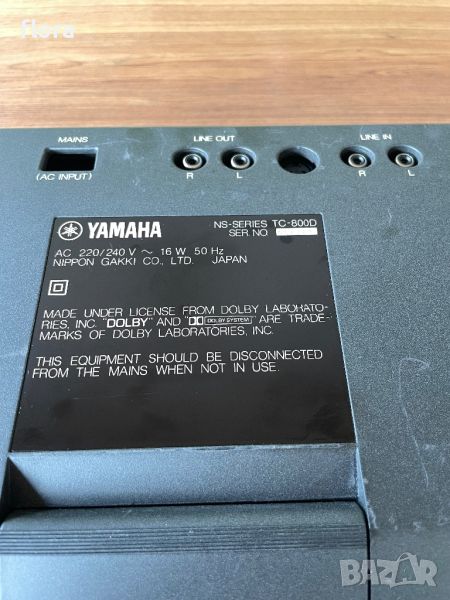 flora
MAINS
LINE OUT
LINE IN
(AC INPUT)
R
L
R
L
YAMAHA
NS-SERIES TC-800D
SER. NO.
AC 220/240 V ~ 16 W 50 Hz
NIPPON GAKKI CO., LTD. JAPAN
MADE UNDER LICENSE FROM DOLBY LABORATO-
RIES, INC. "DOLBY" AND "DOLBY SYSTEM" ARE TRADE-
MARKS OF DOLBY LABORATORIES, INC.
THIS EQUIPMENT SHOULD BE DISCONNECTED
FROM THE MAINS WHEN NOT IN USE.
BAZAR